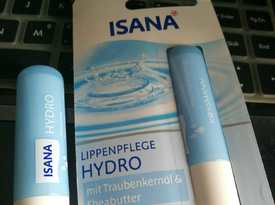 ISANA
LIPPENPFLEGE
HYDRO
mit Traubenkernöl &
Sheabutter
ISANA
HYDRO